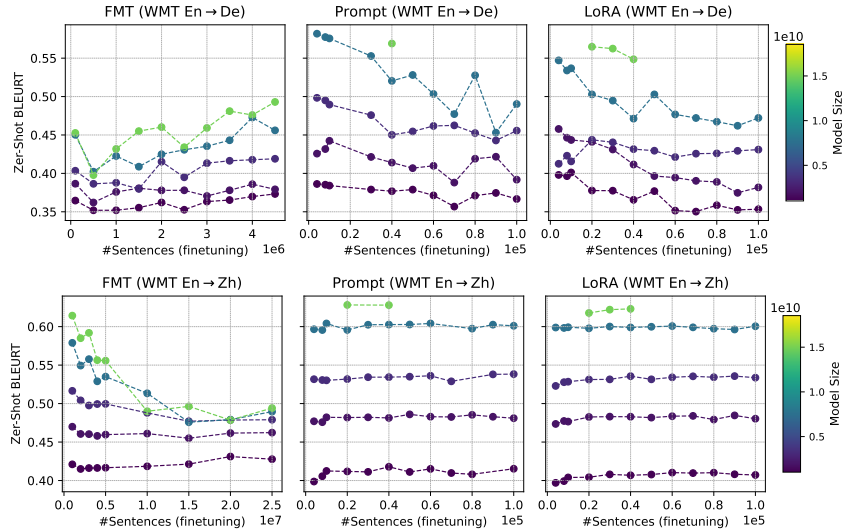 FMT (WMT En→De)
Prompt (WMT En→De)
LoRA (WMT En→De)
1e10
Zer-Shot BLEURT
0.55
0.50
0.45
0.40
0.35
1.5
1.0
0.5
Model Size
0 1 2 3 4
1e6
0.0 0.2 0.4 0.6 0.8 1.0
1e5
0.0 0.2 0.4 0.6 0.8 1.0
1e5
#Sentences (finetuning)
#Sentences (finetuning)
#Sentences (finetuning)
FMT (WMT En→Zh)
Prompt (WMT En→Zh)
LoRA (WMT En→Zh)
1e10
Zer-Shot BLEURT
0.60
0.55
0.50
0.45
0.40
1.5
1.0
0.5
Model Size
0.0 0.5 1.0 1.5 2.0 2.5
1e7
0.0 0.2 0.4 0.6 0.8 1.0
1e5
0.0 0.2 0.4 0.6 0.8 1.0
1e5
#Sentences (finetuning)
#Sentences (finetuning)
#Sentences (finetuning)